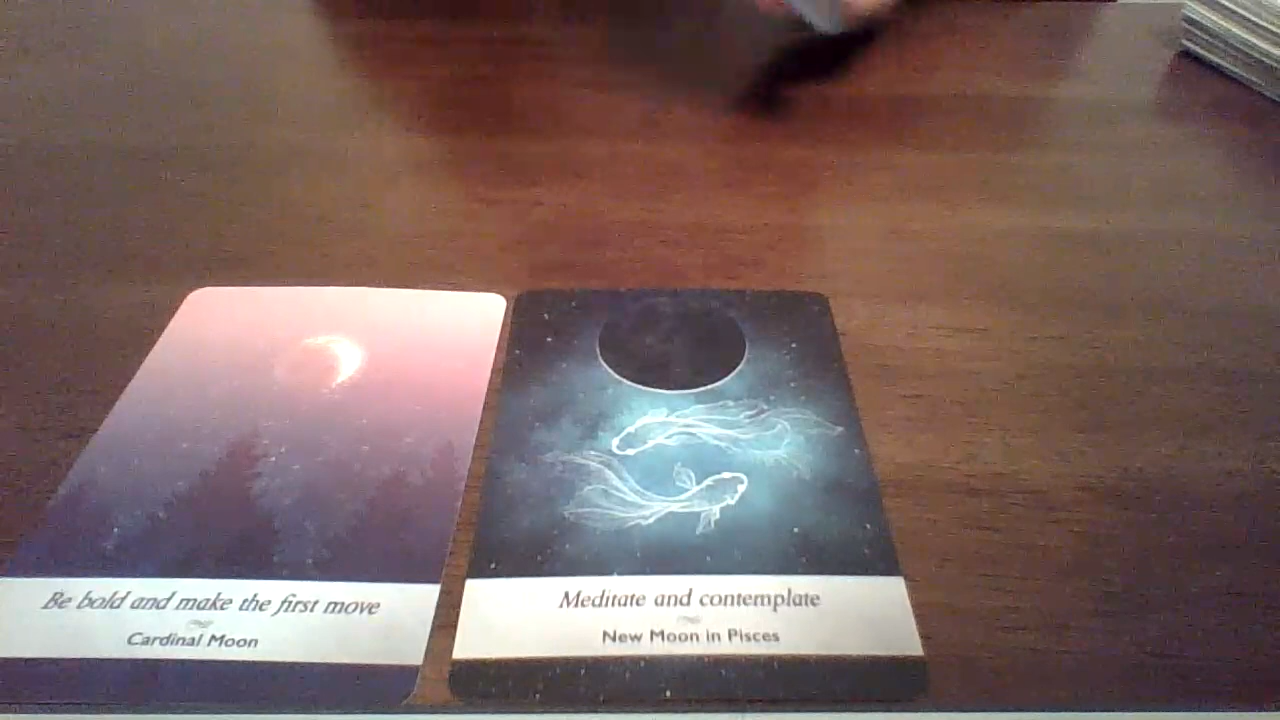 Be bold and make the first move
Cardinal Moon
Meditate and contemplate
New Moon in Pisces